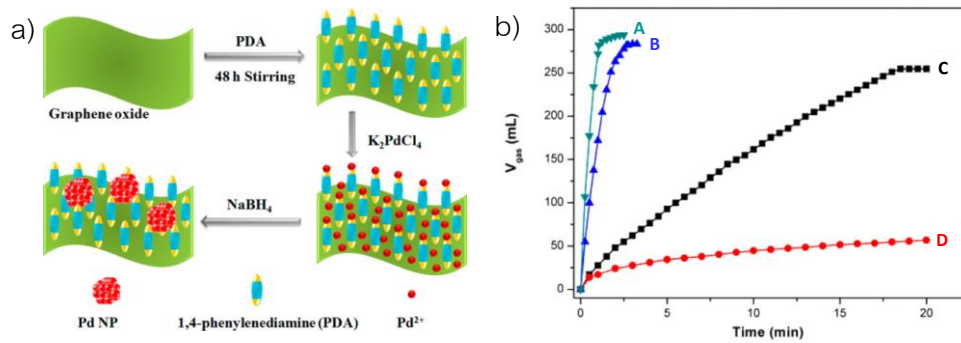 a)
PDA
48 h Stirring
Graphene oxide
K₂PdCl₄
NaBH₄
Pd NP
1,4-phenylenediamine (PDA)
Pd²⁺
b)
A
B
C
D
300
250
200
150
100
50
0
V_gas (mL)
0
5
10
15
20
Time (min)